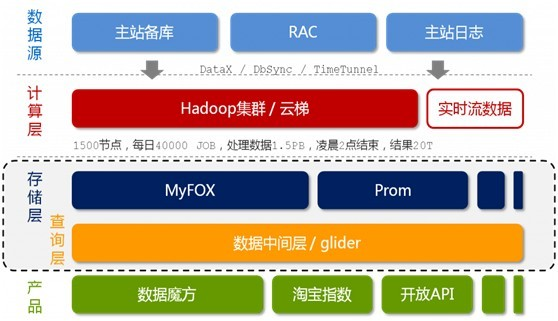 数据源
主站备库
RAC
主站日志
DataX / DbSync / TimeTunnel
计算层
Hadoop集群 / 云梯
实时流数据
1500节点，每日40000 JOB，处理数据1.5PB，凌晨2点结束，结果20T
存储层
MyFOX
Prom
查询层
数据中间层 / glider
产品
数据魔方
淘宝指数
开放API